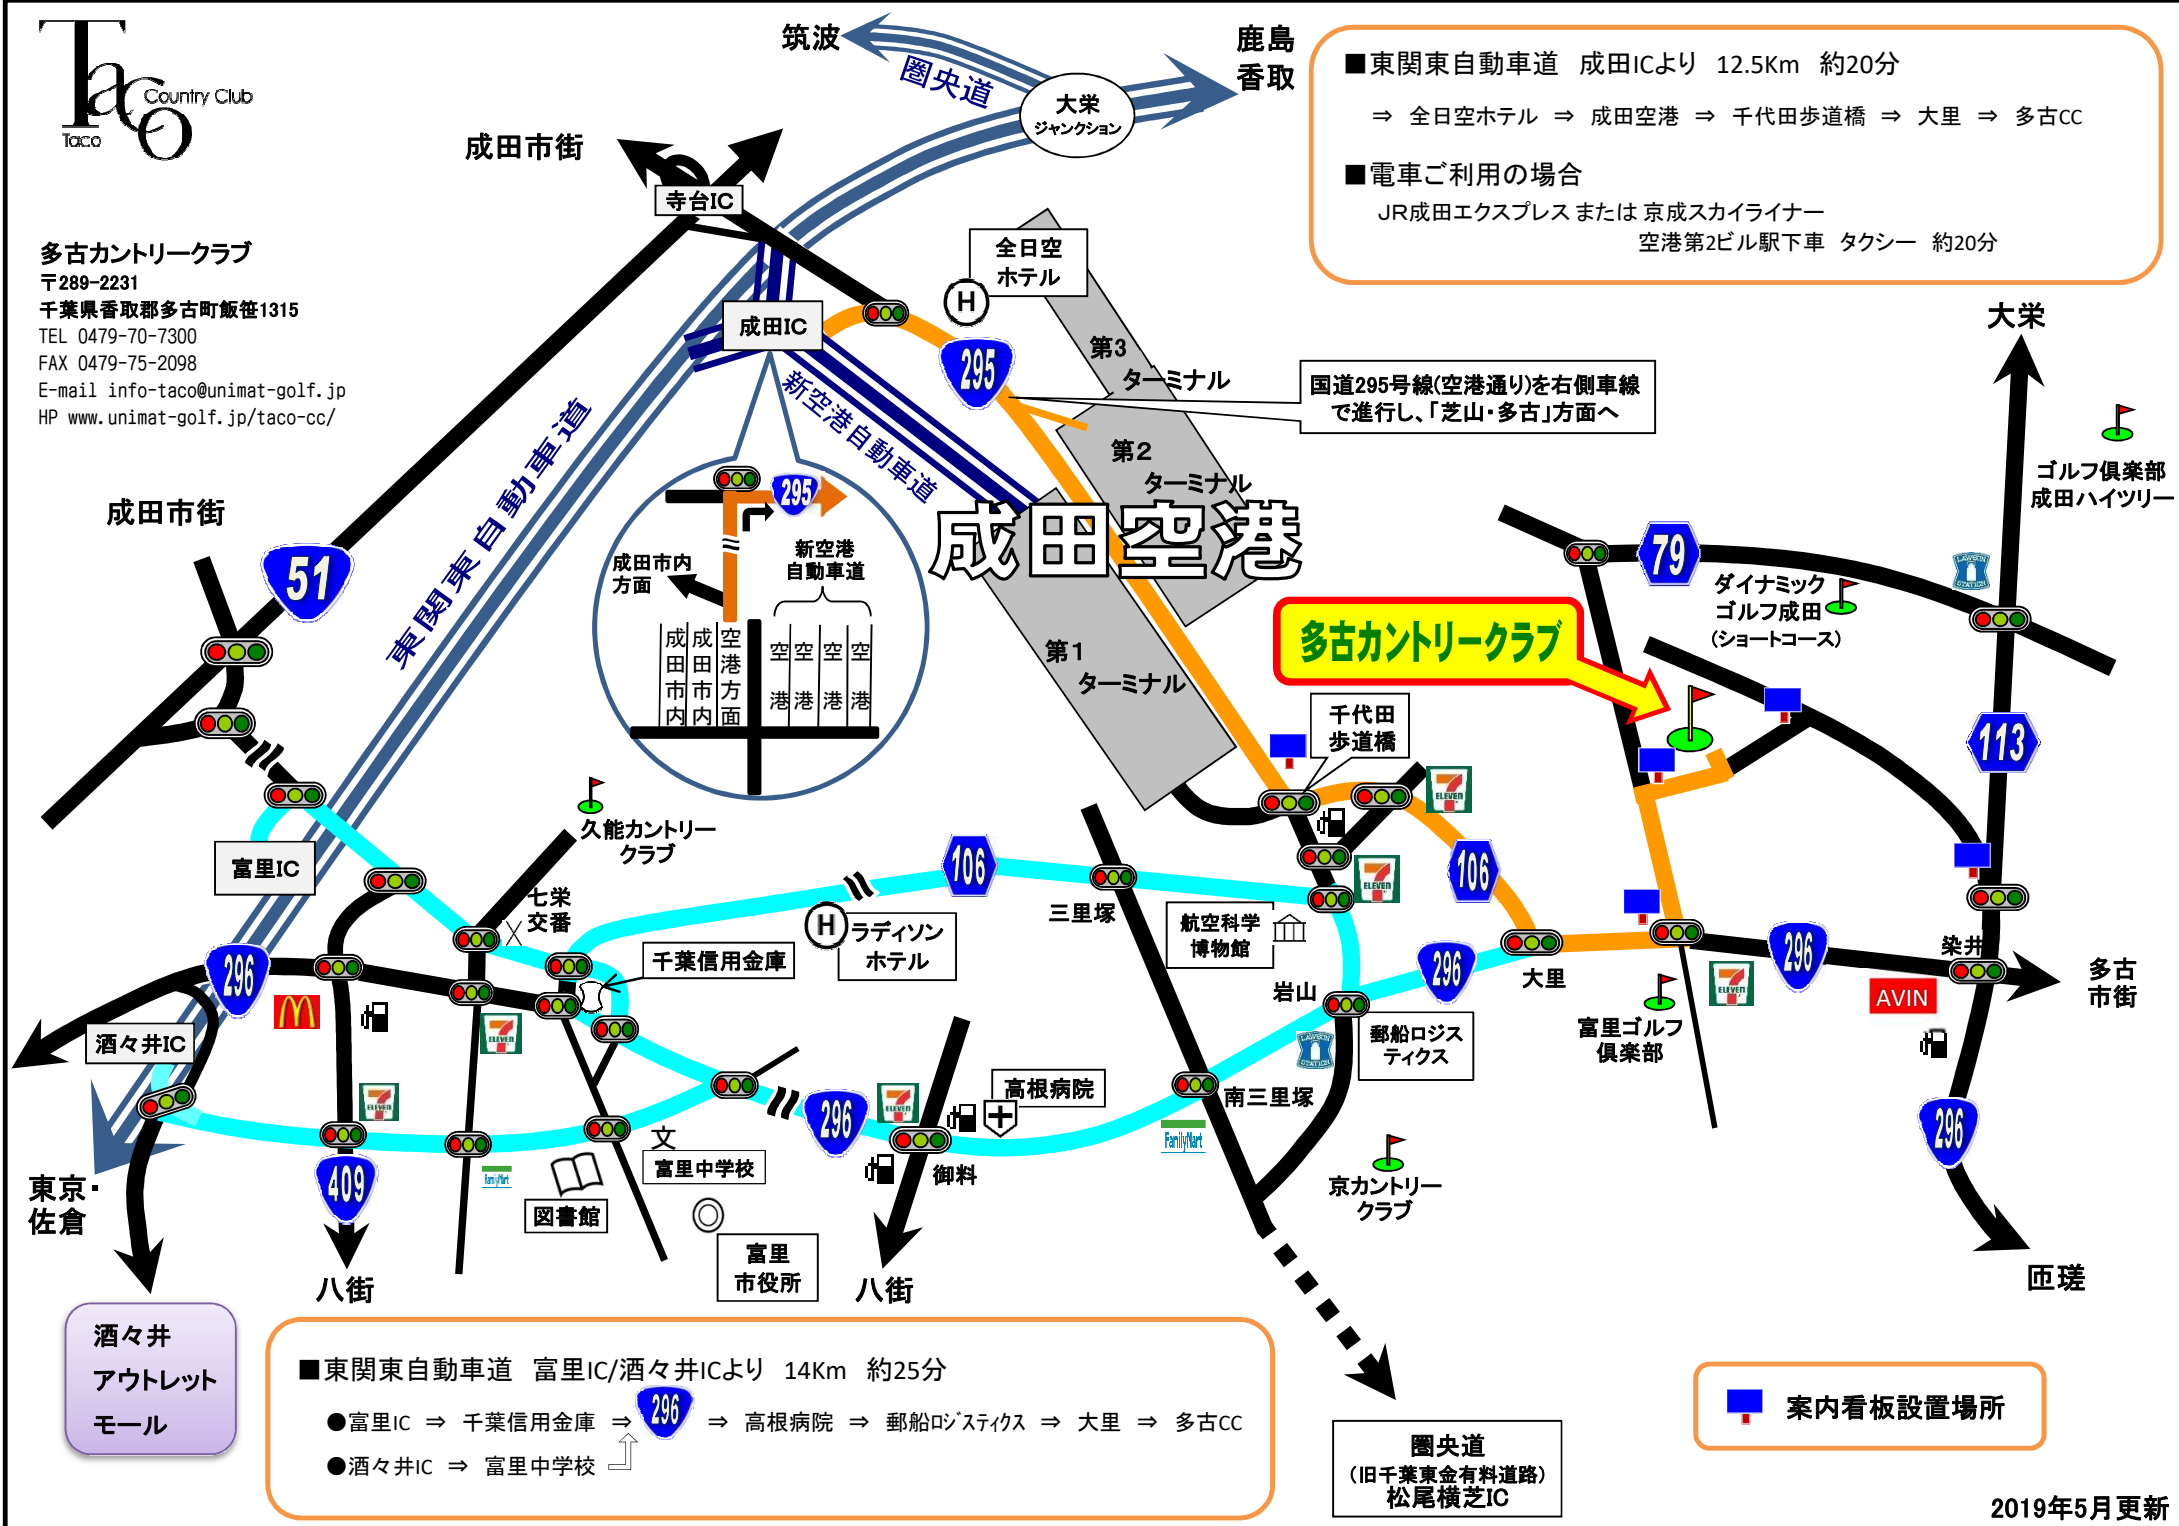 Taco
Country Club
Taco
多古カントリークラブ
〒289-2231
千葉県香取郡多古町飯笹1315
TEL 0479-70-7300
FAX 0479-75-2098
E-mail info-taco@unimat-golf.jp
HP www.unimat-golf.jp/taco-cc/
■東関東自動車道 成田ICより 12.5Km 約20分
⇒ 全日空ホテル ⇒ 成田空港 ⇒ 千代田歩道橋 ⇒ 大里 ⇒ 多古CC
■電車ご利用の場合
JR成田エクスプレス または 京成スカイライナー
空港第2ビル駅下車 タクシー 約20分
筑波
圏央道
鹿島
香取
大栄
ジャンクション
成田市街
寺台IC
全日空
ホテル
H
成田IC
295
第3
ターミナル
国道295号線(空港通り)を右側車線
で進行し、「芝山・多古」方面へ
第2
ターミナル
新空港自動車道
東関東自動車道
成田空港
第1
ターミナル
成田市街
51
295
成田市内
方面
新空港
自動車道
成田市内
成田市内
空港方面
空港
空港
空港
空港
大栄
ゴルフ倶楽部
成田ハイツリー
79
LAWSON
STATION
ダイナミック
ゴルフ成田
(ショートコース)
多古カントリークラブ
113
千代田
歩道橋
7
ELEVEN
106
7
ELEVEN
久能カントリー
クラブ
富里IC
七栄
交番
106
H
ラディソン
ホテル
三里塚
航空科学
博物館
千葉信用金庫
296
岩山
296
大里
296
染井
多古
市街
7
ELEVEN
AVIN
富里ゴルフ
倶楽部
酒々井IC
7
ELEVEN
LAWSON
STATION
郵船ロジス
ティクス
7
ELEVEN
296
7
ELEVEN
高根病院
南三里塚
FamilyMart
296
東京・
佐倉
409
FamilyMart
文
富里中学校
図書館
富里
市役所
御料
京カントリー
クラブ
八街
八街
匝瑳
酒々井
アウトレット
モール
■東関東自動車道 富里IC/酒々井ICより 14Km 約25分
●富里IC ⇒ 千葉信用金庫 ⇒ 296 ⇒ 高根病院 ⇒ 郵船ロジスティクス ⇒ 大里 ⇒ 多古CC
●酒々井IC ⇒ 富里中学校
圏央道
(旧千葉東金有料道路)
松尾横芝IC
案内看板設置場所
2019年5月更新